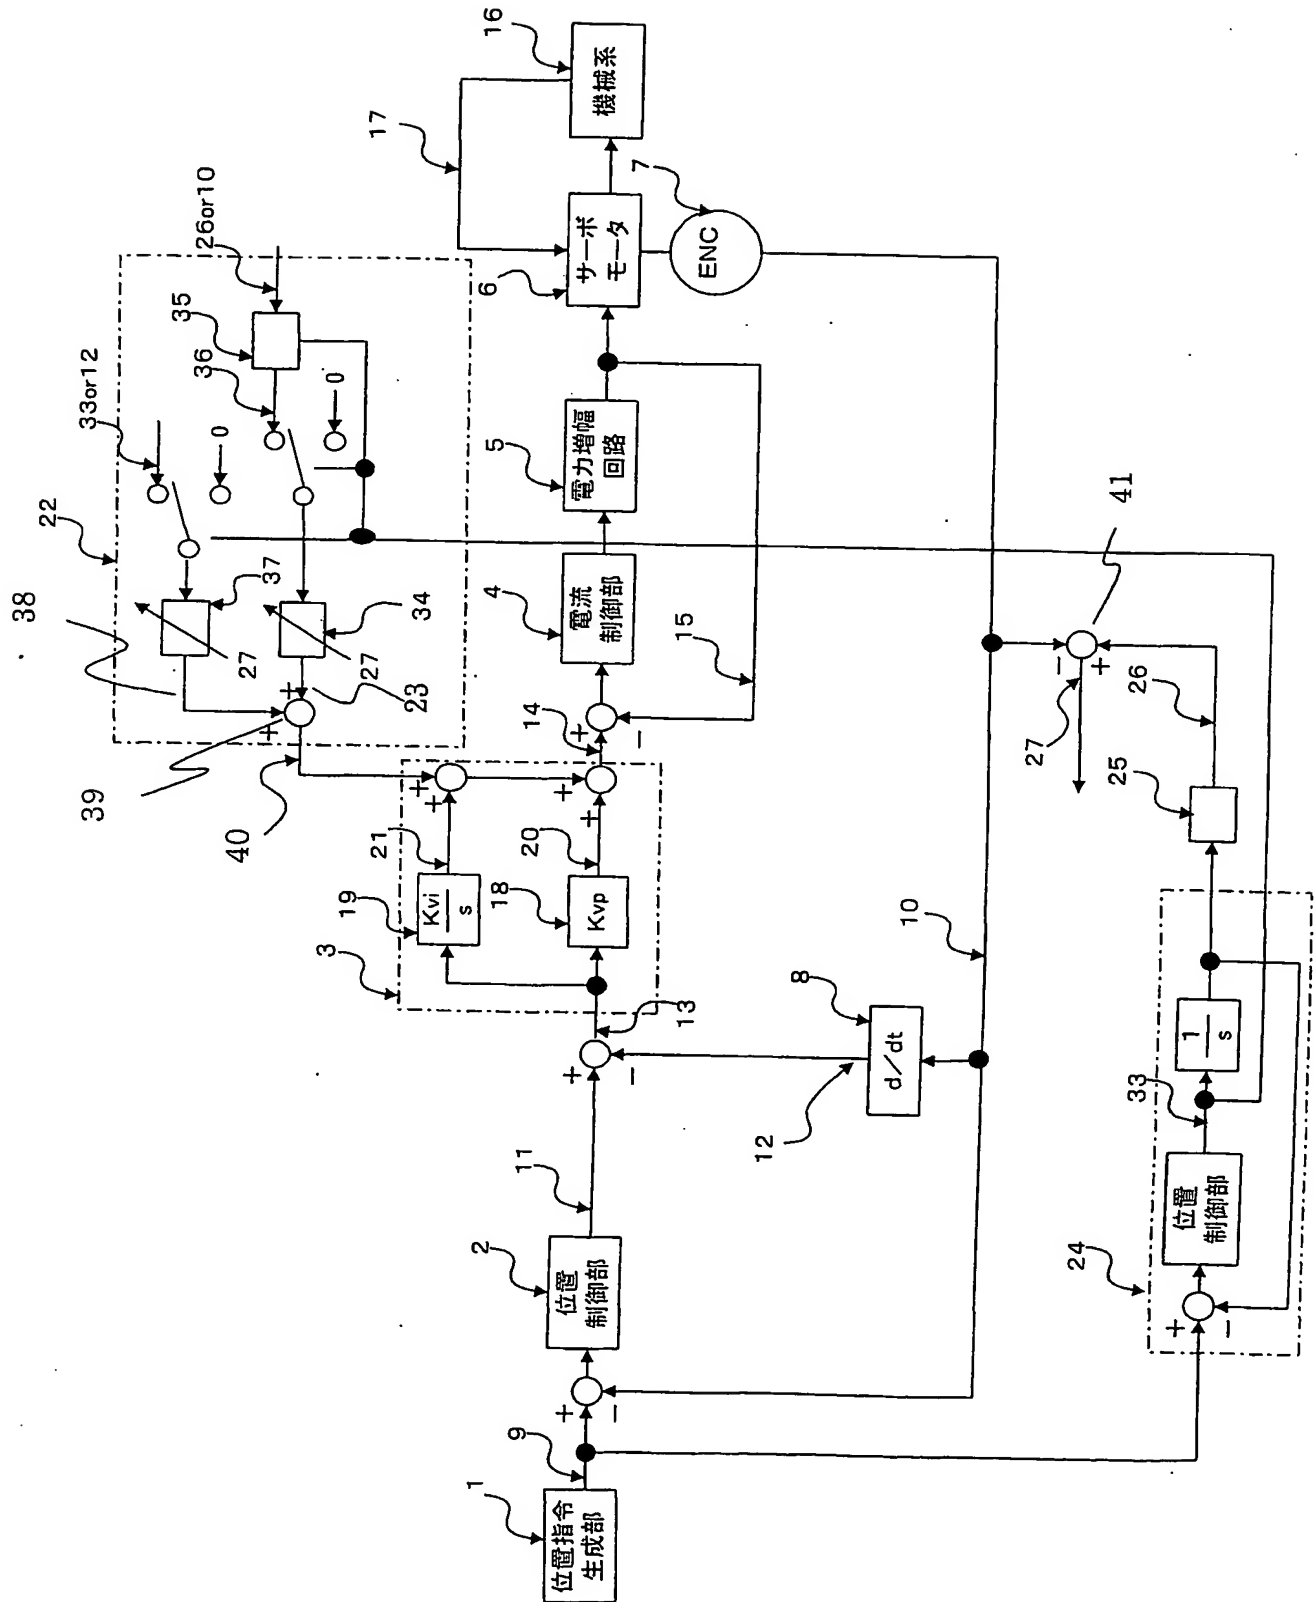 16
機械系
17
7
26or10
35
36
0
33or12
0
22
37
38
27
34
27
+
23
+
39
40
6
サーボ
モータ
ENC
5
電力増幅
回路
4
電流
制御部
15
14
+
−
+
+
+
+
21
20
19
Kvi
s
18
Kvp
3
13
+
−
8
d/dt
12
10
11
2
位置
制御部
+
−
9
1
位置指令
生成部
41
−
+
27
26
25
1
s
33
位置
制御部
24
+
−